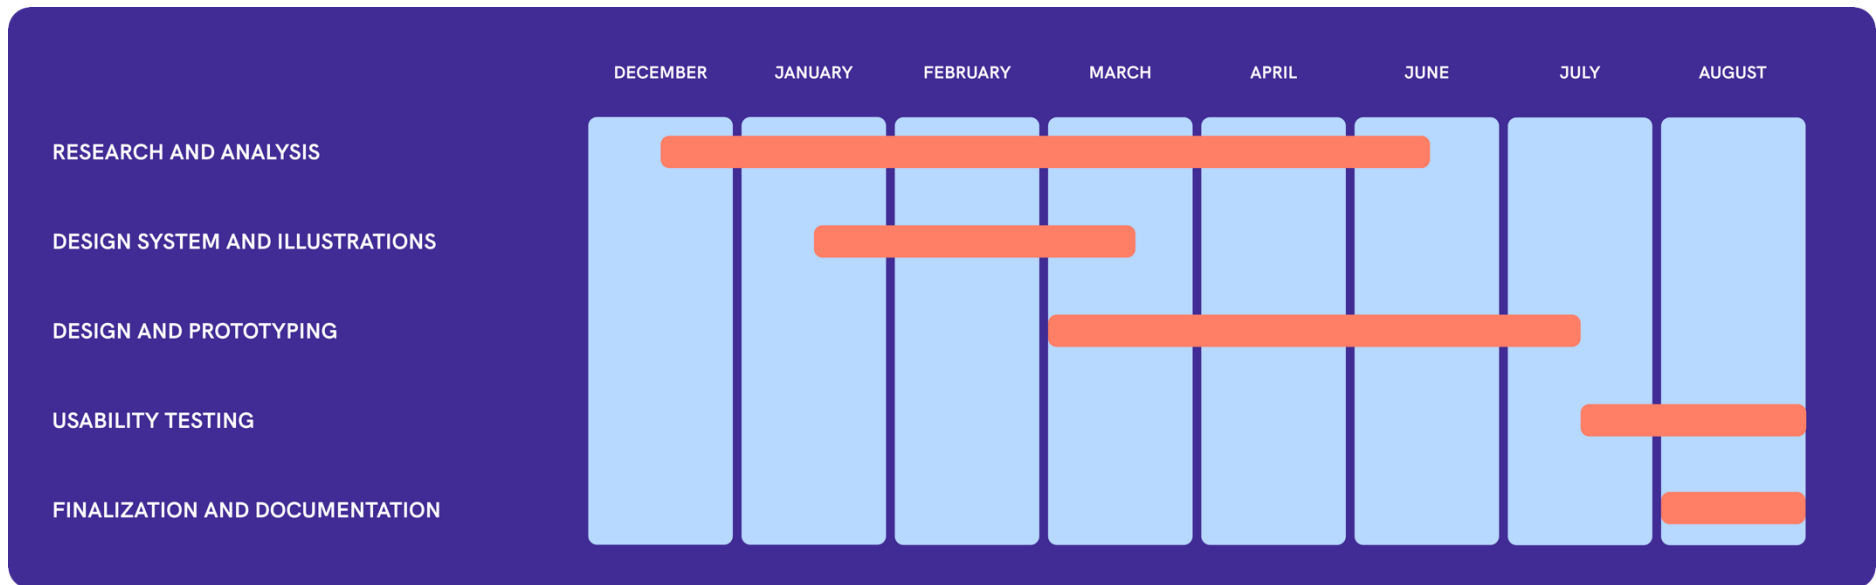 DECEMBER JANUARY FEBRUARY MARCH APRIL JUNE JULY AUGUST
RESEARCH AND ANALYSIS
DESIGN SYSTEM AND ILLUSTRATIONS
DESIGN AND PROTOTYPING
USABILITY TESTING
FINALIZATION AND DOCUMENTATION